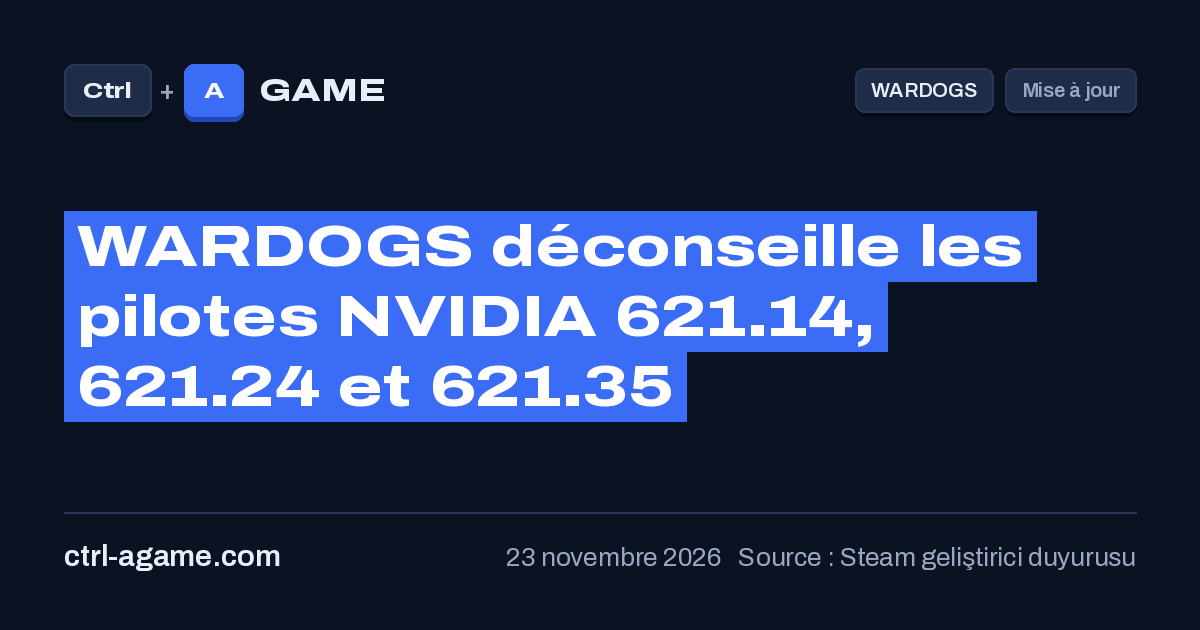 Ctrl + A GAME
WARDOGS Mise à jour
WARDOGS déconseille les
pilotes NVIDIA 621.14,
621.24 et 621.35
ctrl-agame.com
23 novembre 2026 Source : Steam geliştirici duyurusu